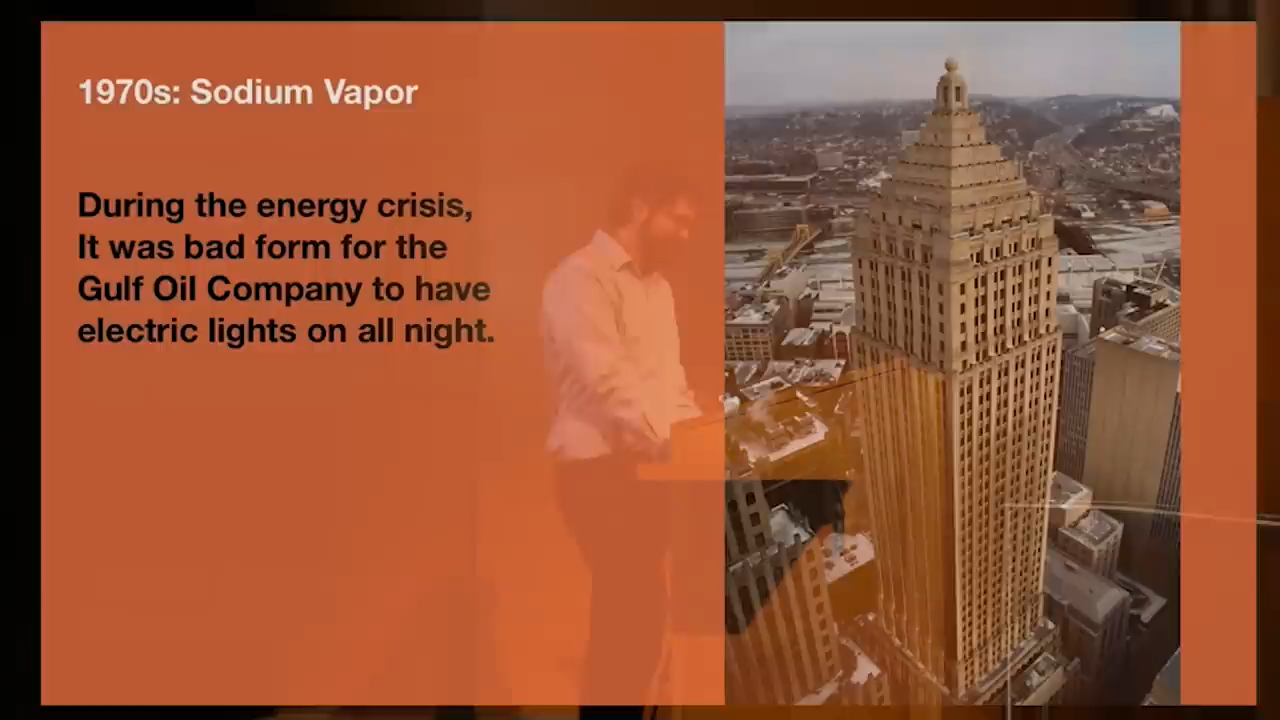 1970s: Sodium Vapor
During the energy crisis,
It was bad form for the
Gulf Oil Company to have
electric lights on all night.